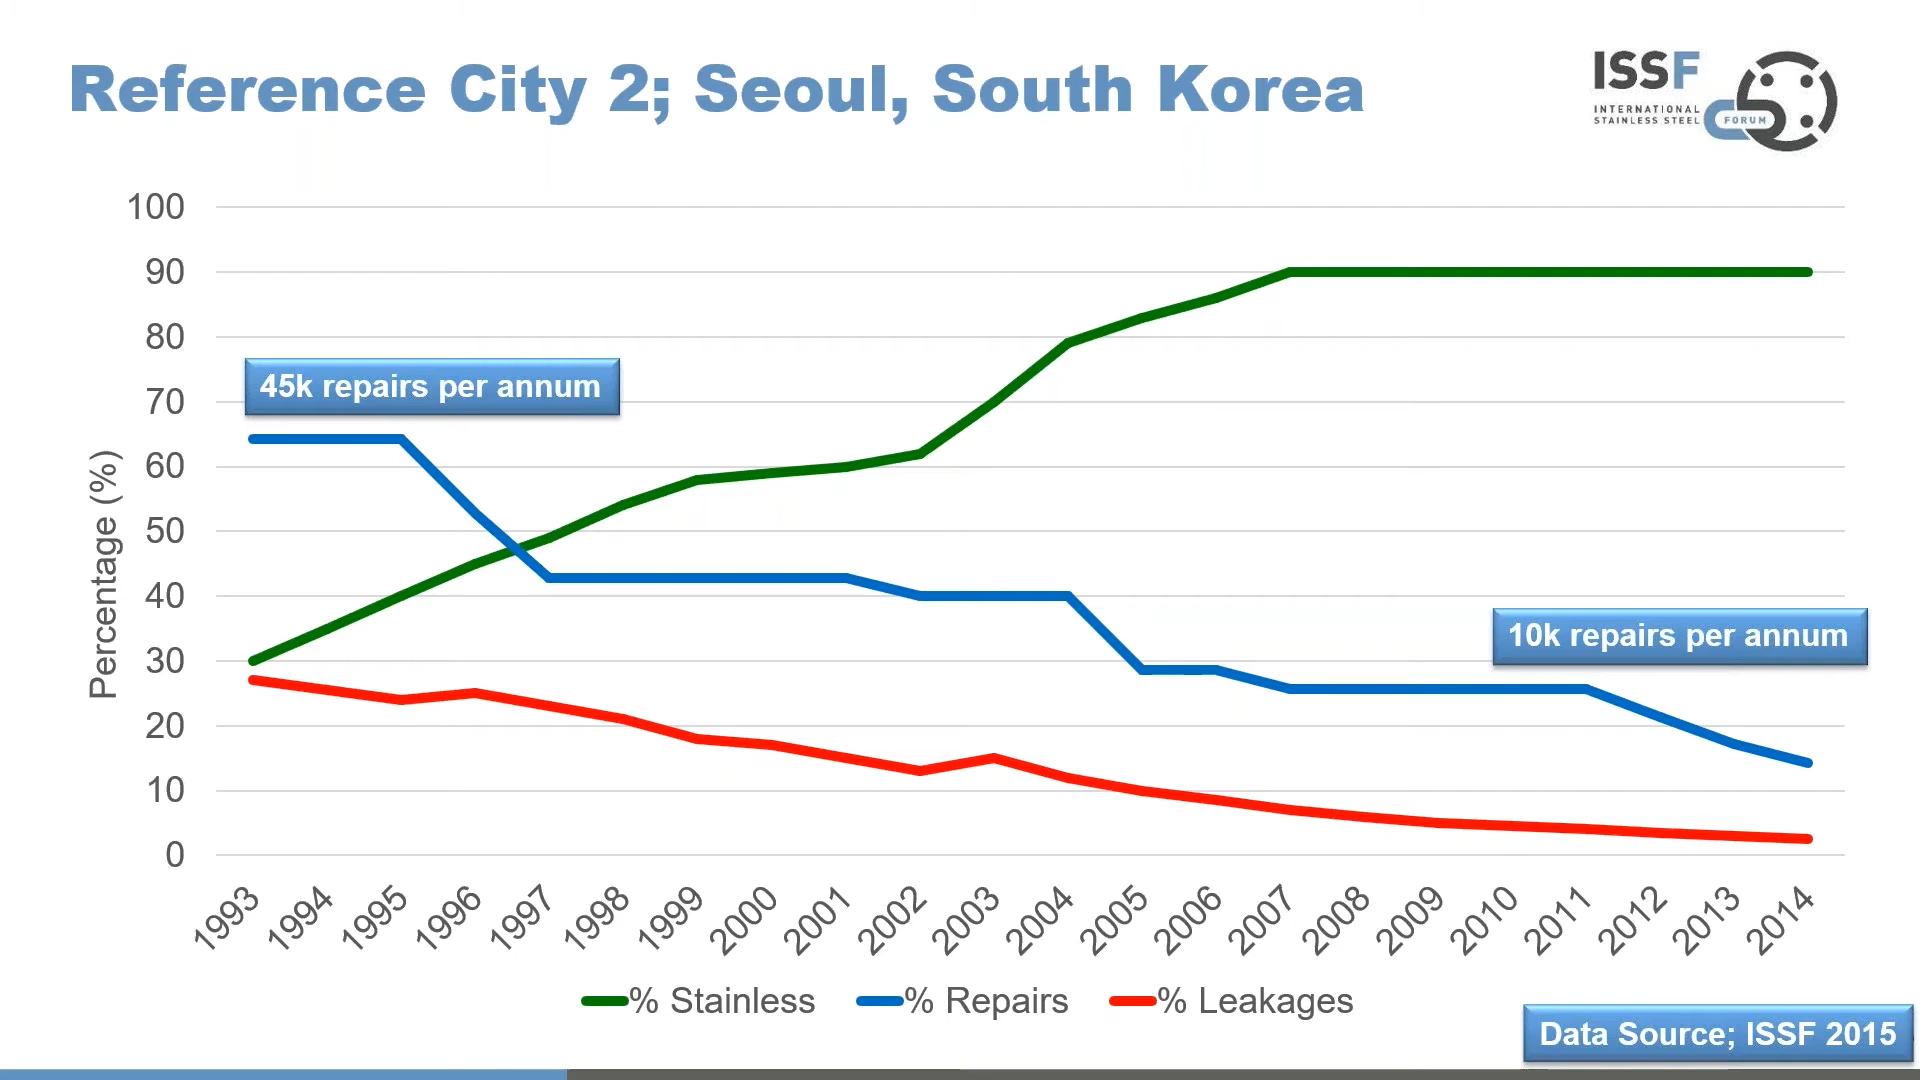 Reference City 2; Seoul, South Korea
ISSF
INTERNATIONAL
STAINLESS STEEL
FORUM
100
90
80
70
60
50
40
30
20
10
0
Percentage (%)
45k repairs per annum
10k repairs per annum
1993 1994 1995 1996 1997 1998 1999 2000 2001 2002 2003 2004 2005 2006 2007 2008 2009 2010 2011 2012 2013 2014
% Stainless % Repairs % Leakages
Data Source; ISSF 2015